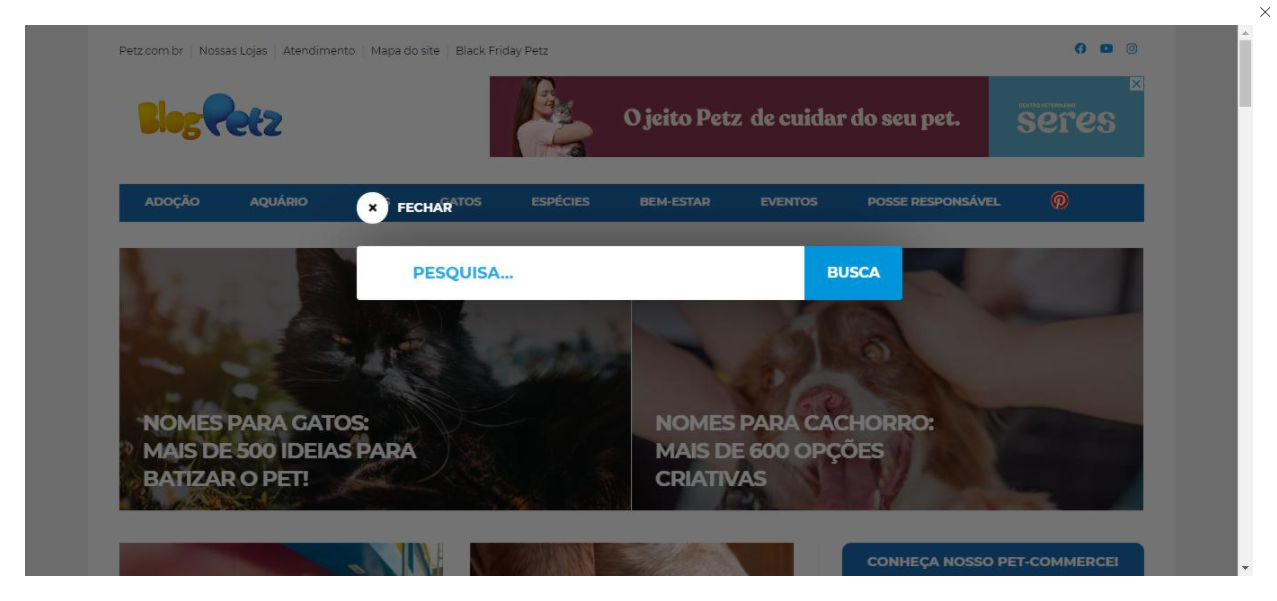 Petz.com.br | Nossas Lojas | Atendimento | Mapa do site | Black Friday Petz
BlogPetz
O jeito Petz de cuidar do seu pet.
CENTRO VETERINÁRIO
seres
ADOÇÃO AQUÁRIO GATOS ESPÉCIES BEM-ESTAR EVENTOS POSSE RESPONSÁVEL
× FECHAR
PESQUISA... BUSCA
NOMES PARA GATOS:
MAIS DE 500 IDEIAS PARA
BATIZAR O PET!
NOMES PARA CACHORRO:
MAIS DE 600 OPÇÕES
CRIATIVAS
CONHEÇA NOSSO PET-COMMERCE!